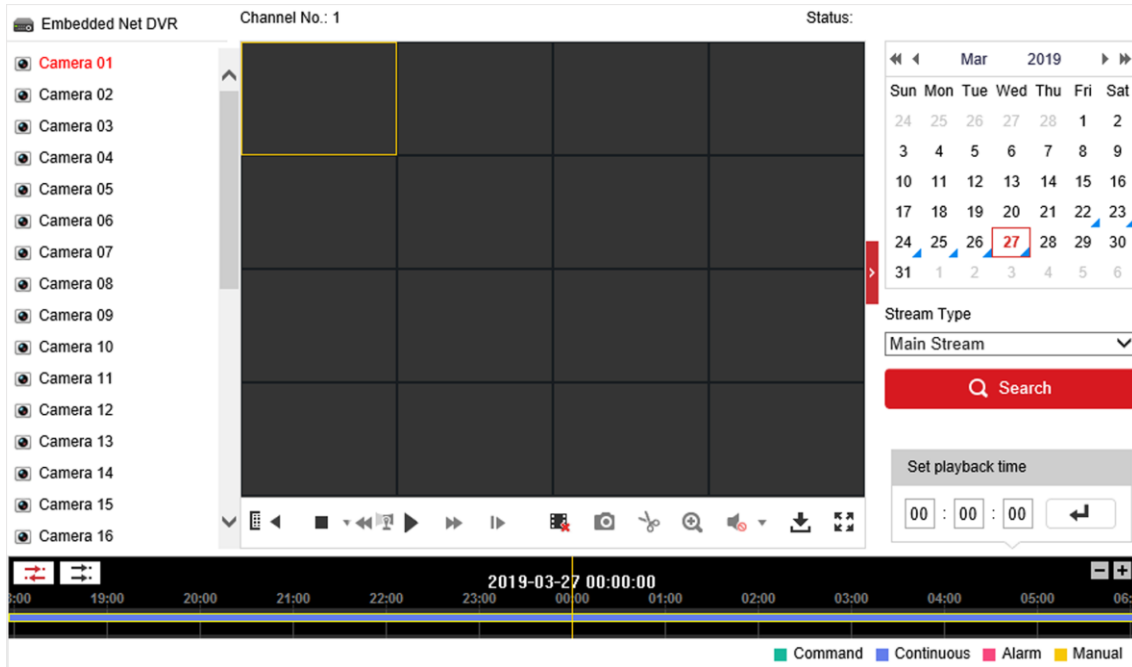 Embedded Net DVR
Channel No.: 1
Status:
Camera 01
Camera 02
Camera 03
Camera 04
Camera 05
Camera 06
Camera 07
Camera 08
Camera 09
Camera 10
Camera 11
Camera 12
Camera 13
Camera 14
Camera 15
Camera 16
Mar 2019
Sun Mon Tue Wed Thu Fri Sat
24 25 26 27 28 1 2
3 4 5 6 7 8 9
10 11 12 13 14 15 16
17 18 19 20 21 22 23
24 25 26 27 28 29 30
31 1 2 3 4 5 6
Stream Type
Main Stream
Search
Set playback time
00 : 00 : 00
2019-03-27 00:00:00
:00 19:00 20:00 21:00 22:00 23:00 00:00 01:00 02:00 03:00 04:00 05:00 06:
Command Continuous Alarm Manual